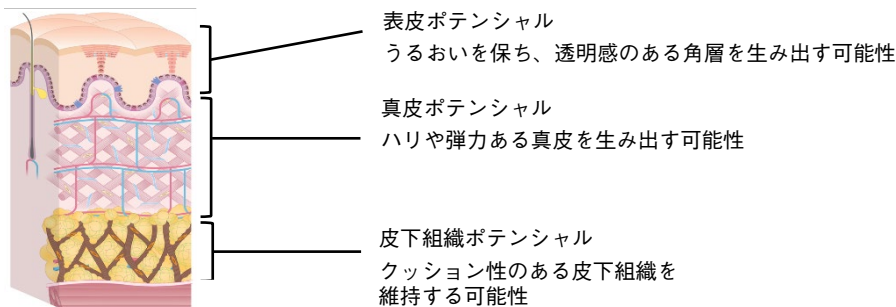 表皮ポテンシャル
うるおいを保ち、透明感のある角層を生み出す可能性
真皮ポテンシャル
ハリや弾力ある真皮を生み出す可能性
皮下組織ポテンシャル
クッション性のある皮下組織を
維持する可能性